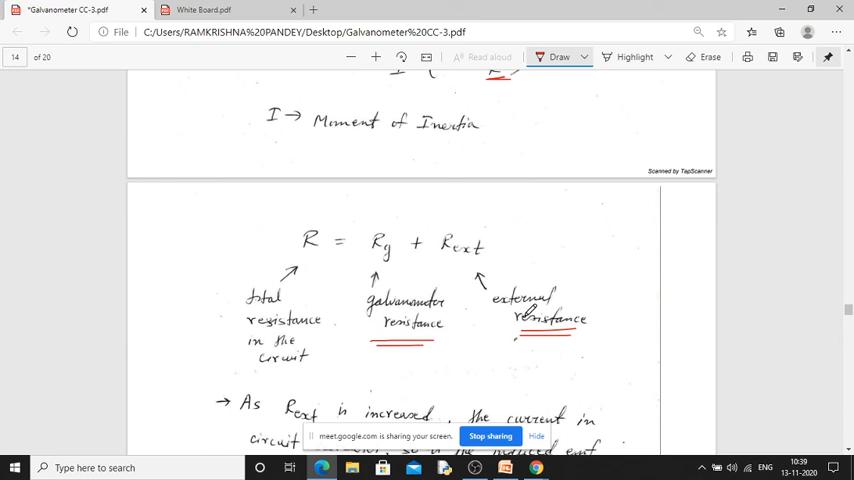 *Galvanometer CC-3.pdf
White Board.pdf
C:/Users/RAMKRISHNA%20PANDEY/Desktop/Galvanometer%20CC-3.pdf
14 of 20
Read aloud
Draw
Highlight
Erase
I → Moment of Inertia
Scanned by TapScanner
R = Rg + Rext
total resistance in the circuit
galvanometer resistance
external resistance
→ As Rext is increased, the current in
circuit
induced emf
meet.google.com is sharing your screen.
Stop sharing
Hide
Type here to search
ENG
10:39
13-11-2020